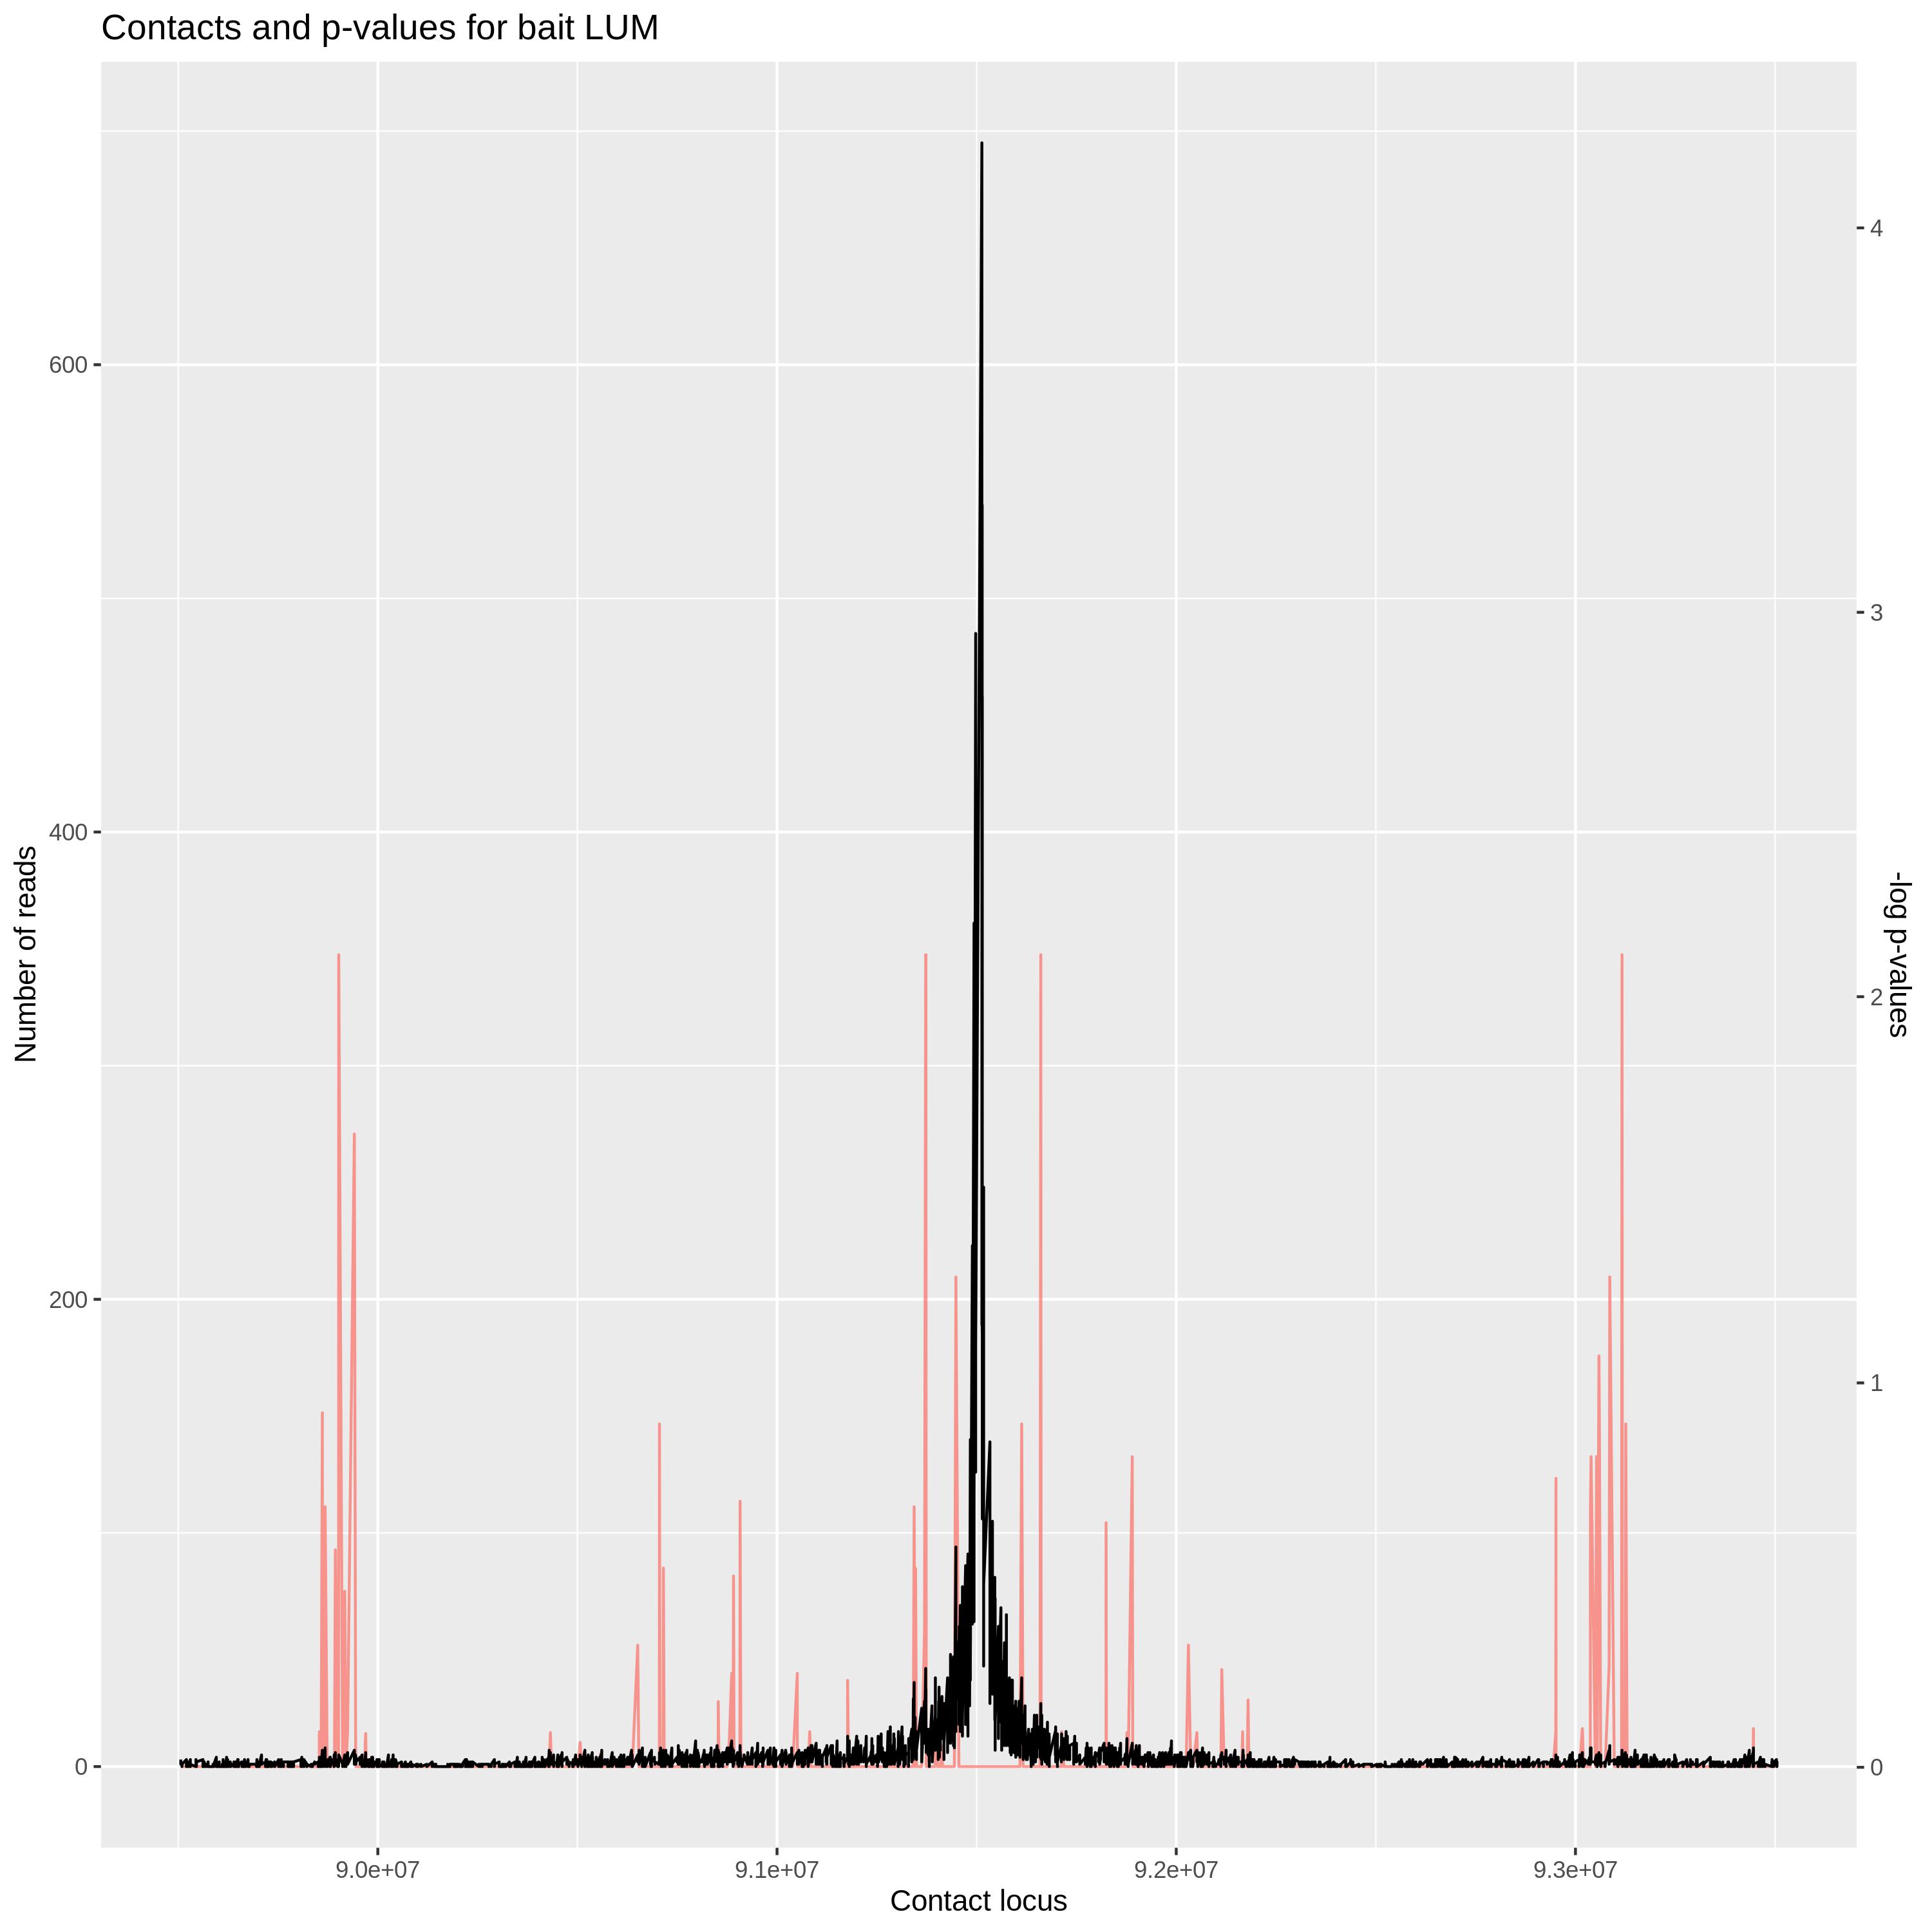 Contacts and p-values for bait LUM
Number of reads
600
400
200
0
4
3
2
1
0
-log p-values
9.0e+07
9.1e+07
9.2e+07
9.3e+07
Contact locus